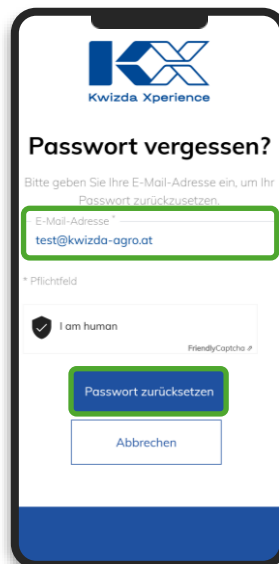 KX
Kwizda Xperience
Passwort vergessen?
Bitte geben Sie Ihre E-Mail-Adresse ein, um Ihr
Passwort zurückzusetzen.
E-Mail-Adresse *
test@kwizda-agro.at
* Pflichtfeld
I am human
FriendlyCaptcha ⇗
Passwort zurücksetzen
Abbrechen